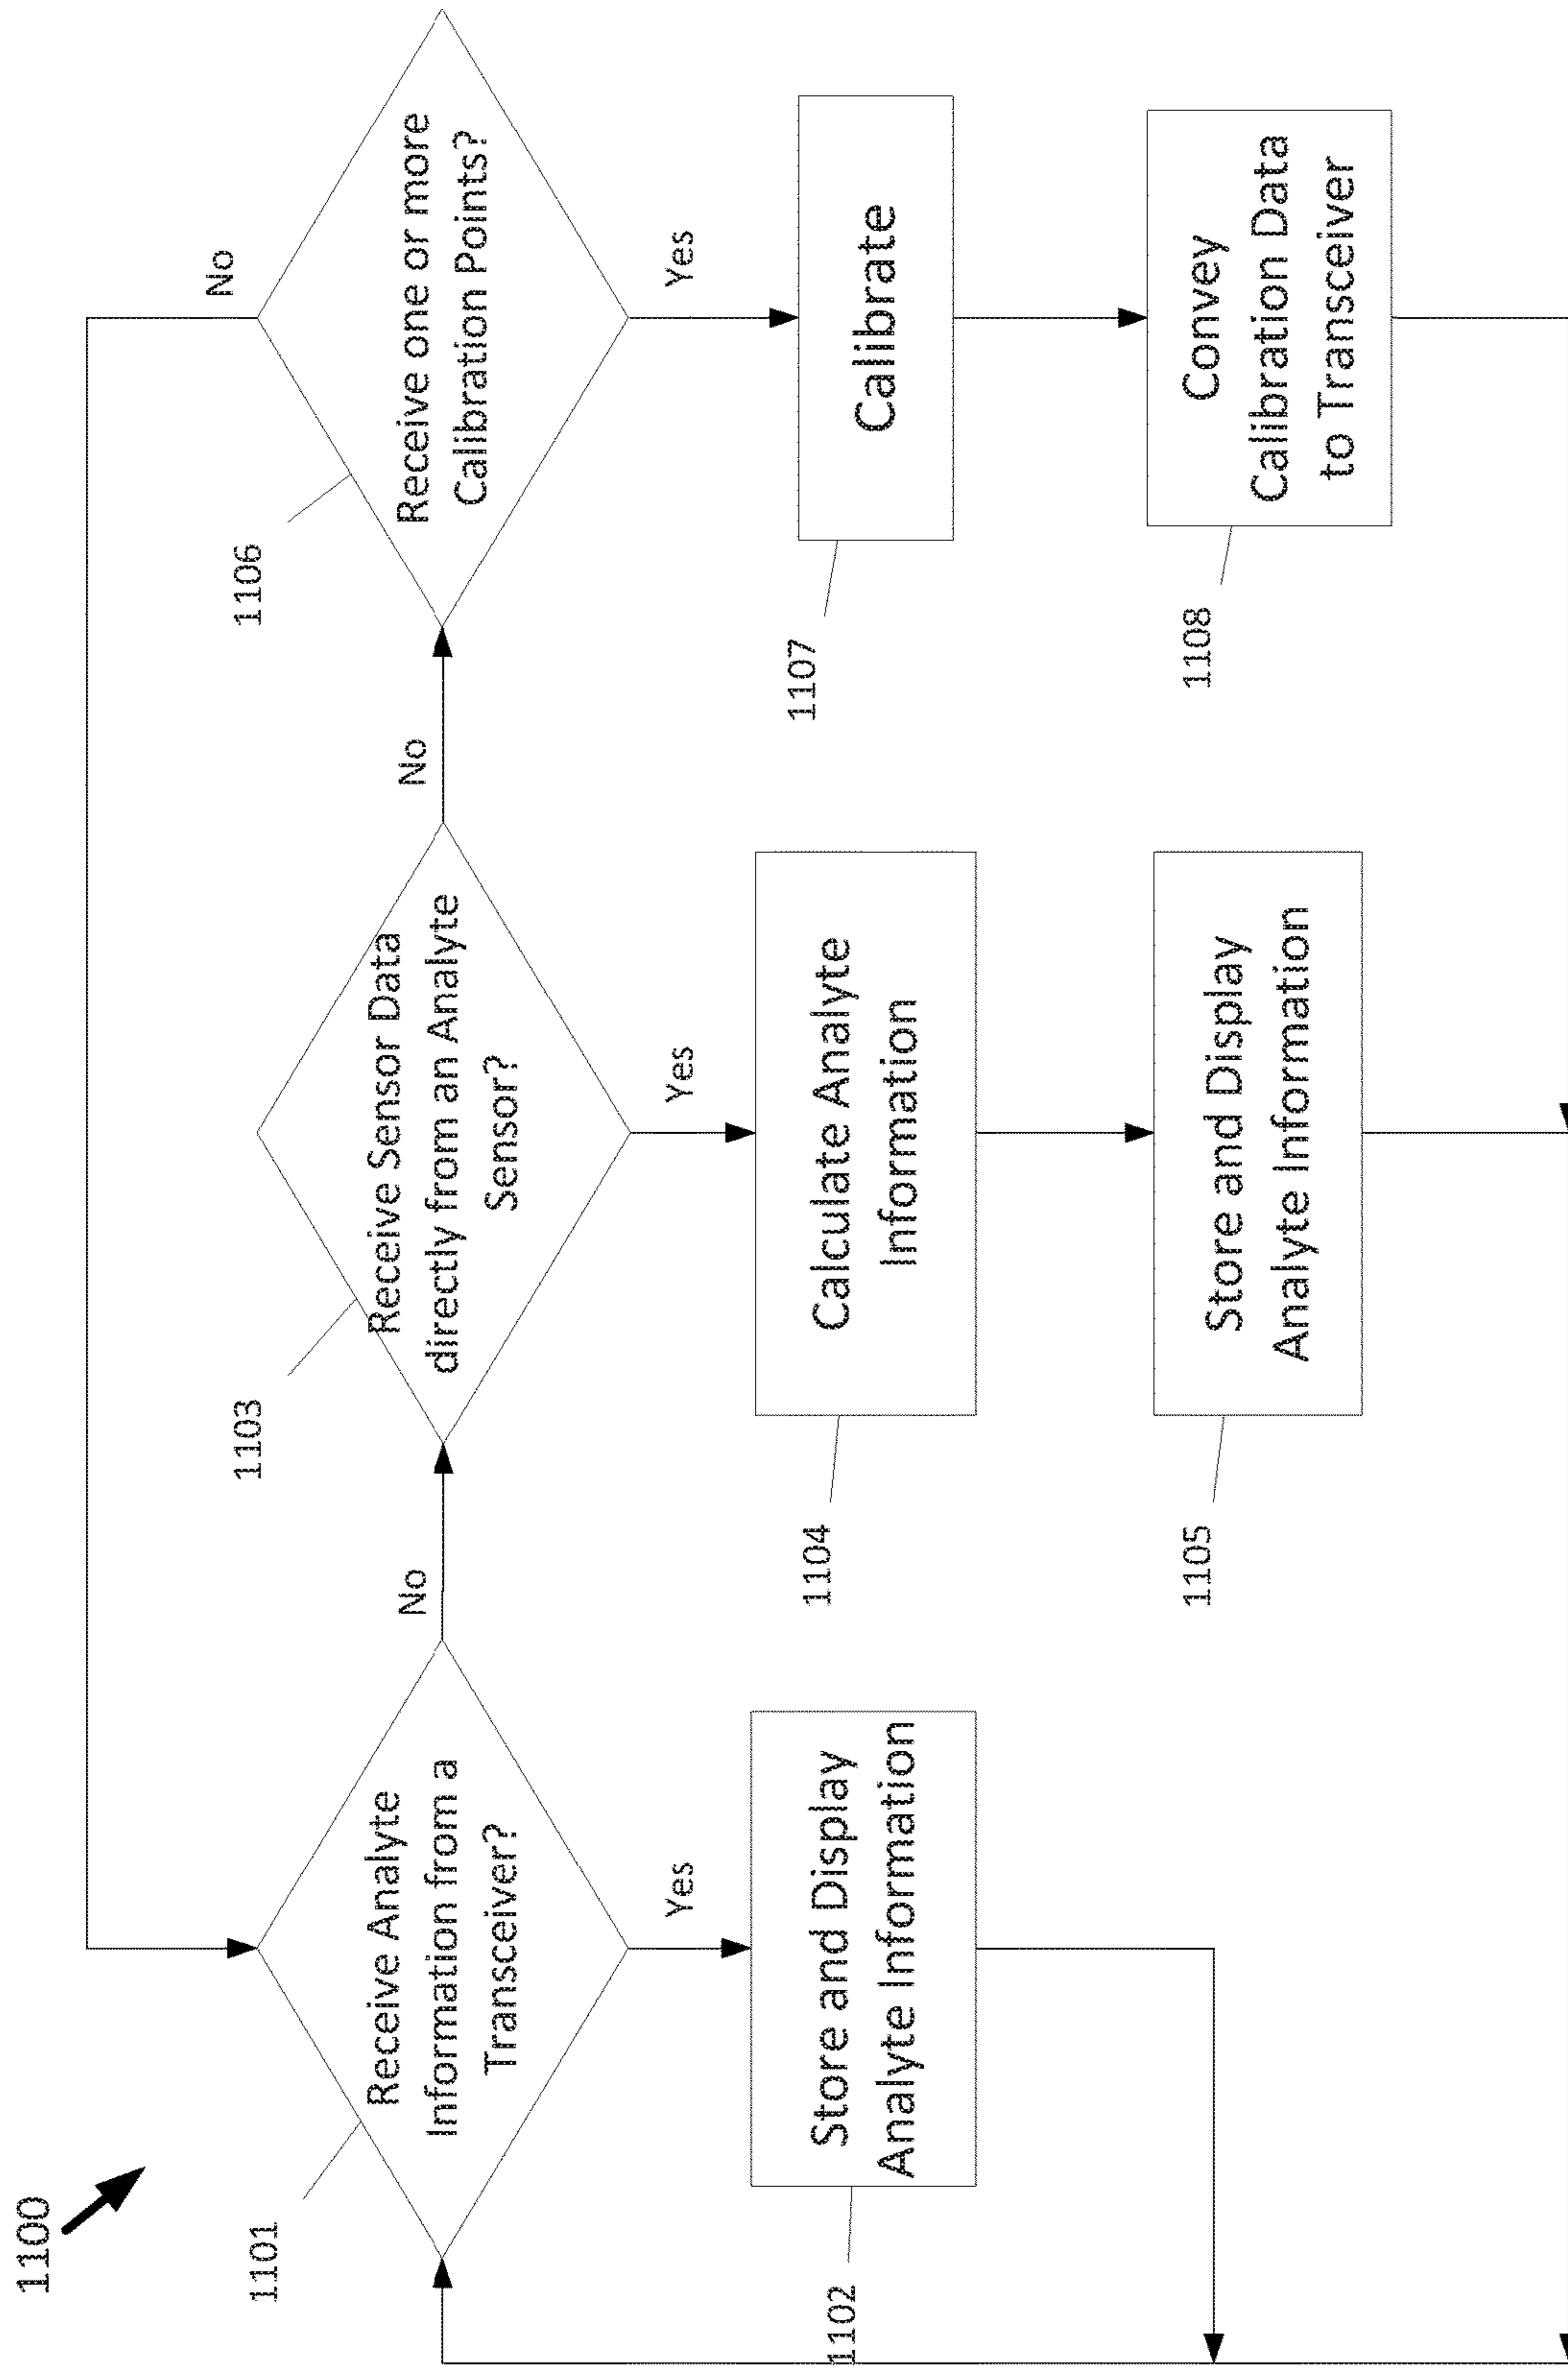 1100
1101
Receive Analyte
Information from a
Transceiver?
No
Yes
1102
Store and Display
Analyte Information
1103
Receive Sensor Data
directly from an Analyte
Sensor?
No
Yes
1104
Calculate Analyte
Information
1105
Store and Display
Analyte Information
1106
Receive one or more
Calibration Points?
No
Yes
1107
Calibrate
1108
Convey
Calibration Data
to Transceiver